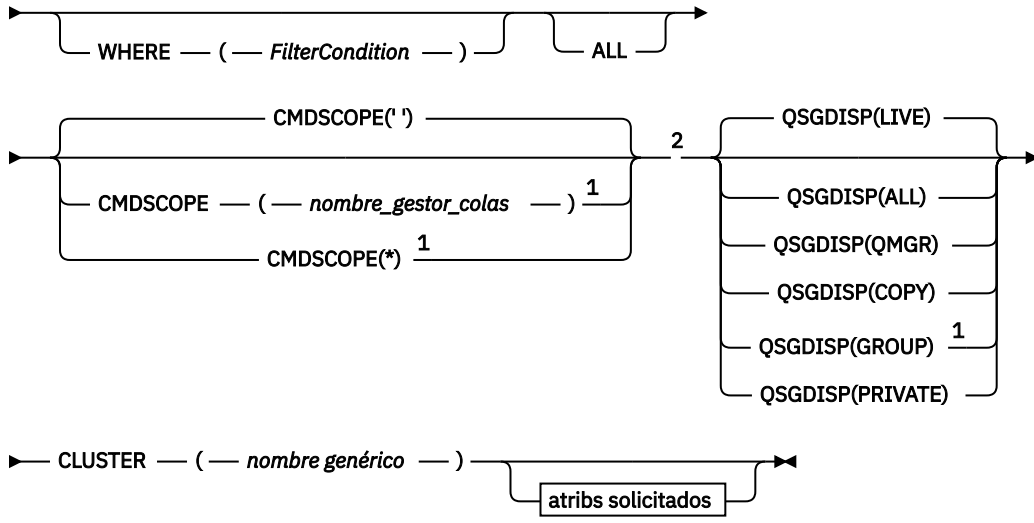 WHERE ( FilterCondition ) ALL
CMDSCOPE(' ') QSGDISP(LIVE)
2
CMDSCOPE ( nombre_gestor_colas ) 1 QSGDISP(ALL)
CMDSCOPE(*) 1 QSGDISP(QMGR)
QSGDISP(COPY)
QSGDISP(GROUP) 1
QSGDISP(PRIVATE)
CLUSTER ( nombre genérico )
atribs solicitados